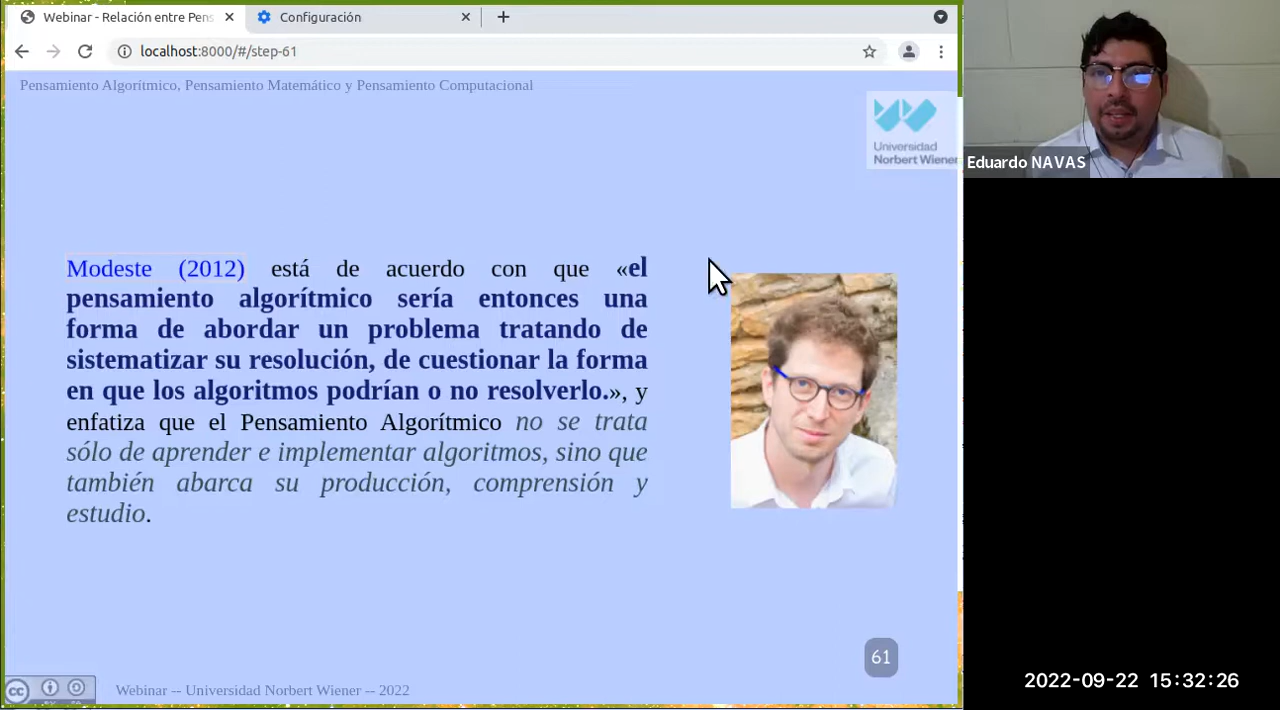 Webinar - Relación entre Pens
Configuración
localhost:8000/#/step-61
Pensamiento Algorítmico, Pensamiento Matemático y Pensamiento Computacional
Universidad
Norbert Wiener
Eduardo NAVAS
Modeste (2012) está de acuerdo con que «el
pensamiento algorítmico sería entonces una
forma de abordar un problema tratando de
sistematizar su resolución, de cuestionar la forma
en que los algoritmos podrían o no resolverlo.», y
enfatiza que el Pensamiento Algorítmico no se trata
sólo de aprender e implementar algoritmos, sino que
también abarca su producción, comprensión y
estudio.
61
2022-09-22 15:32:26
cc
Webinar -- Universidad Norbert Wiener -- 2022